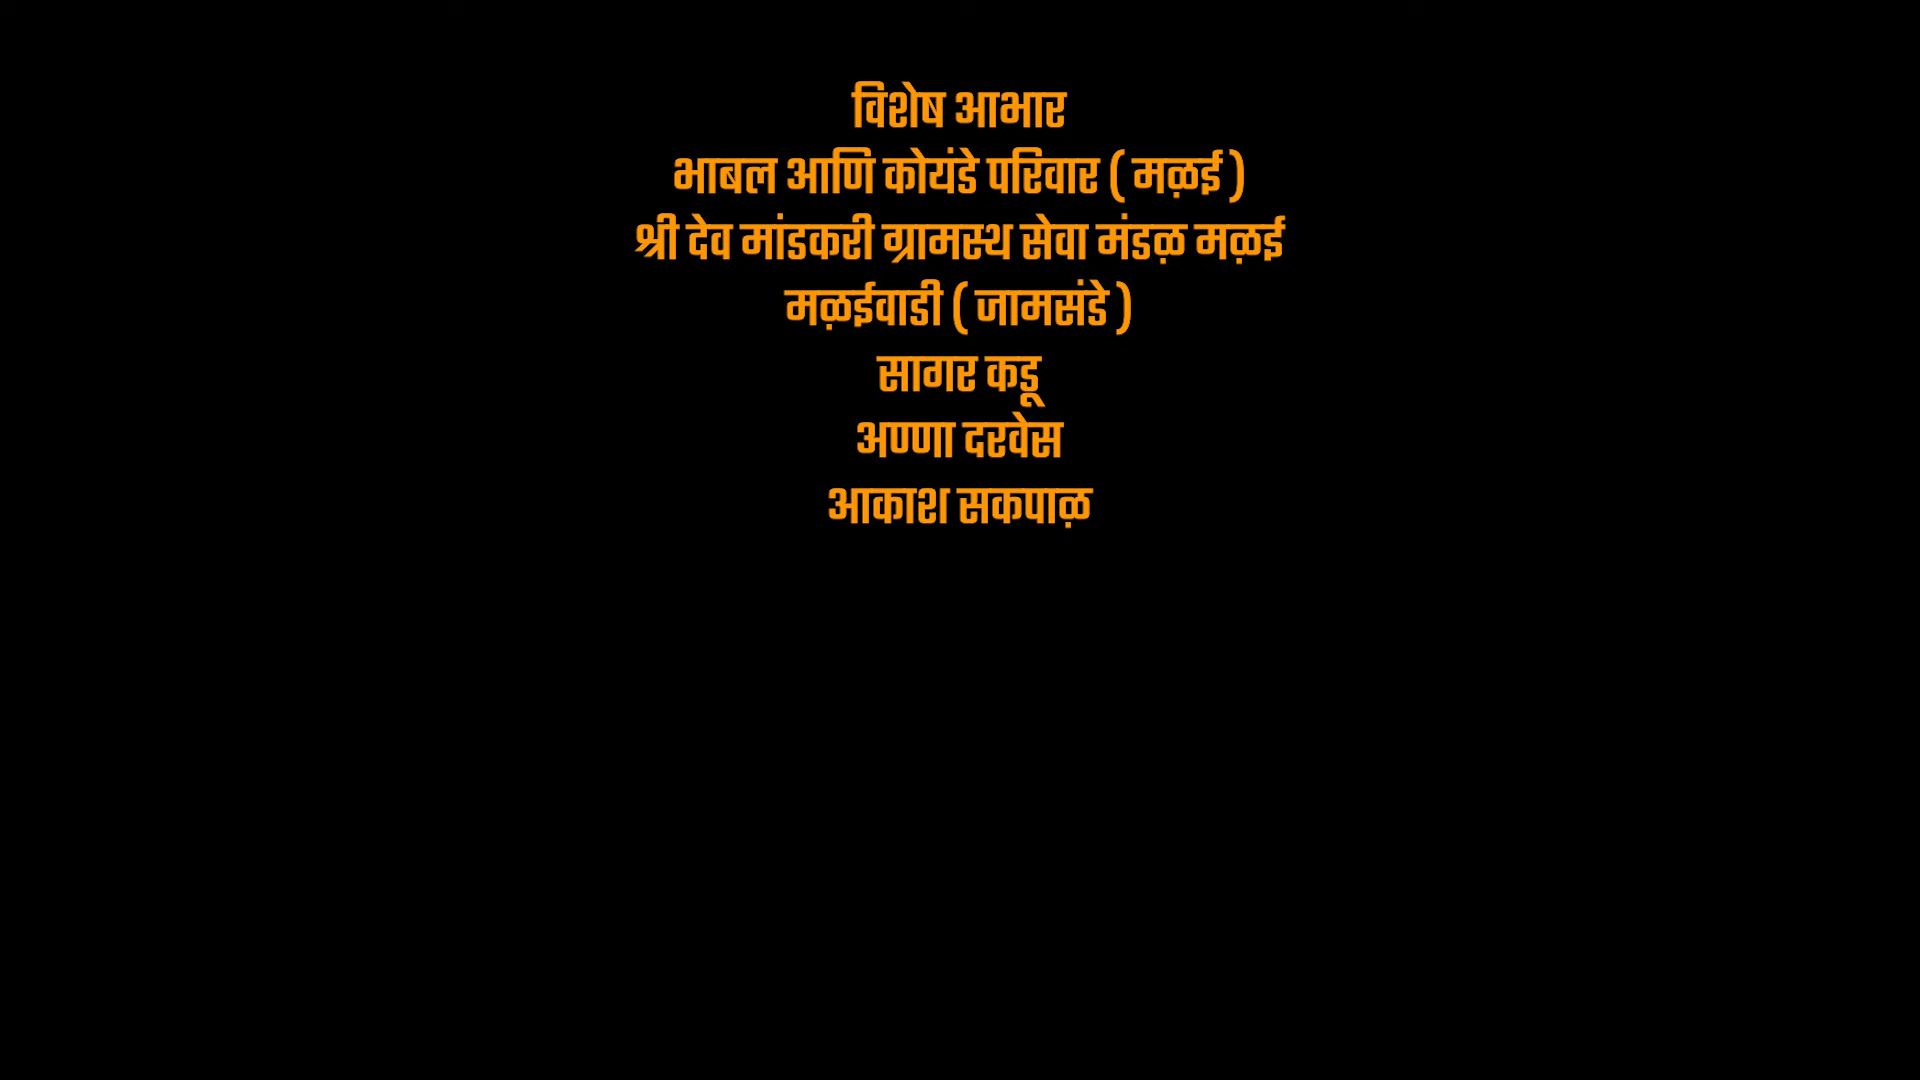 विशेष आभार
भाबल आणि कोयंडे परिवार ( मऴई )
श्री देव मांडकरी ग्रामस्थ सेवा मंडऴ मऴई
मऴईवाडी ( जामसंडे )
सागर कडू
अण्णा दरवेस
आकाश सकपाऴ